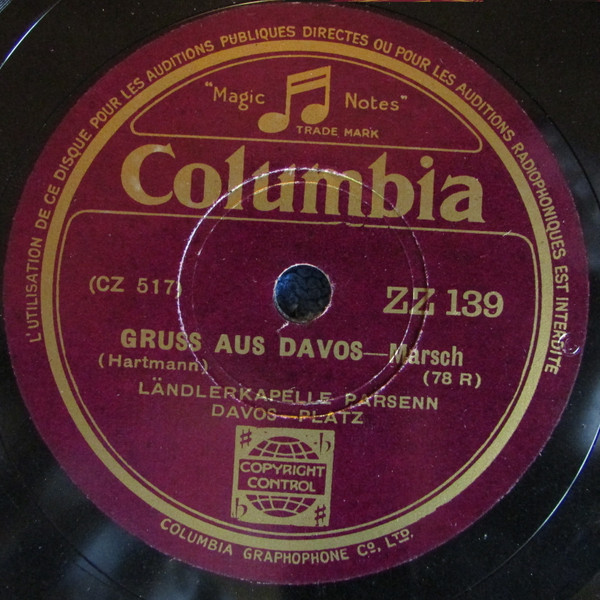 L'UTILISATION DE CE DISQUE POUR LES AUDITIONS PUBLIQUES DIRECTES OU POUR LES AUDITIONS RADIOPHONIQUES EST INTERDITE
"Magic Notes"
TRADE MARK
Columbia
(CZ 517) ZZ 139
GRUSS AUS DAVOS—Marsch
(Hartmann) (78 R)
LÄNDLERKAPELLE PARSENN
DAVOS—PLATZ
COPYRIGHT
CONTROL
COLUMBIA GRAPHOPHONE CO. LTD.